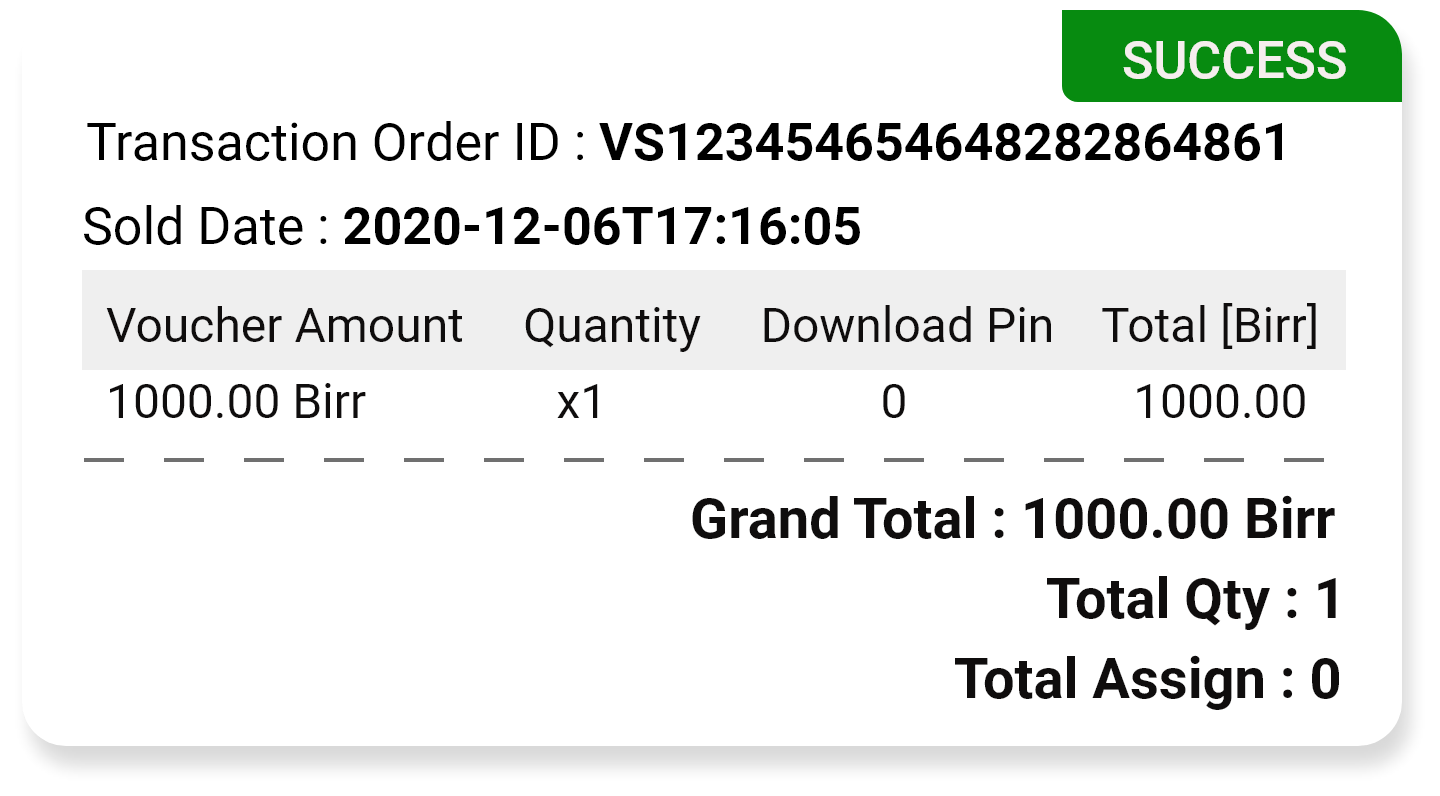 SUCCESS
Transaction Order ID : VS123454654648282864861
Sold Date : 2020-12-06T17:16:05
Voucher Amount Quantity Download Pin Total [Birr]
1000.00 Birr x1 0 1000.00
Grand Total : 1000.00 Birr
Total Qty : 1
Total Assign : 0